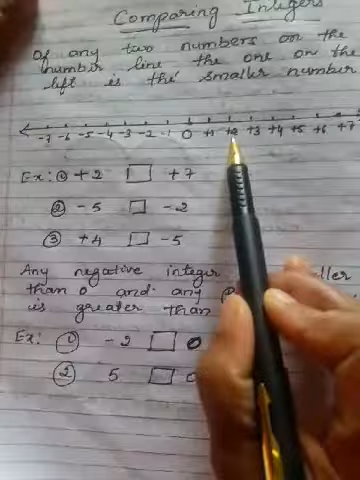 Comparing Integers
Of any two numbers on the
number line the one on the
left is the smaller number
-7 -6 -5 -4 -3 -2 -1 0 +1 +2 +3 +4 +5 +6 +7
Ex: ① +2 □ +7
② -5 □ -2
③ +4 □ -5
Any negative integer
than 0 and any
is greater than
Ex: ① -2 □ 0
② 5 □ 0